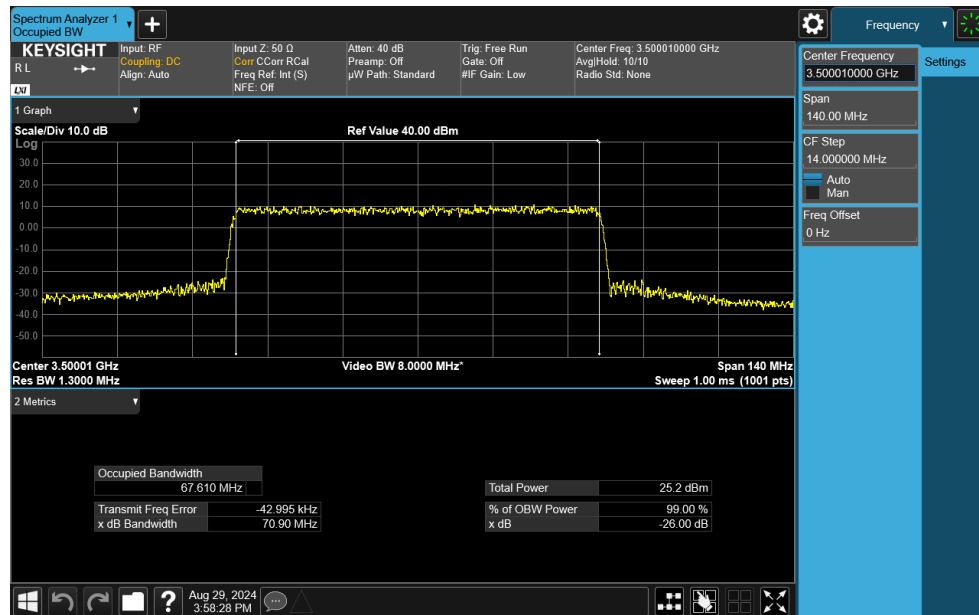 Spectrum Analyzer 1
Occupied BW
KEYSIGHT
R L
LXI
Input: RF
Coupling: DC
Align: Auto
Input Z: 50 Ω
Corr CCorr RCal
Freq Ref: Int (S)
NFE: Off
Atten: 40 dB
Preamp: Off
µW Path: Standard
Trig: Free Run
Gate: Off
#IF Gain: Low
Center Freq: 3.500010000 GHz
Avg|Hold: 10/10
Radio Std: None
1 Graph
Scale/Div 10.0 dB
Ref Value 40.00 dBm
Log
30.0
20.0
10.0
0.00
-10.0
-20.0
-30.0
-40.0
-50.0
Center 3.50001 GHz
Video BW 8.0000 MHz*
Span 140 MHz
Res BW 1.3000 MHz
Sweep 1.00 ms (1001 pts)
2 Metrics
Occupied Bandwidth
67.610 MHz
Transmit Freq Error -42.995 kHz
x dB Bandwidth 70.90 MHz
Total Power 25.2 dBm
% of OBW Power 99.00 %
x dB -26.00 dB
Aug 29, 2024
3:58:28 PM
Frequency
Settings
Center Frequency
3.500010000 GHz
Span
140.00 MHz
CF Step
14.000000 MHz
Auto
Man
Freq Offset
0 Hz